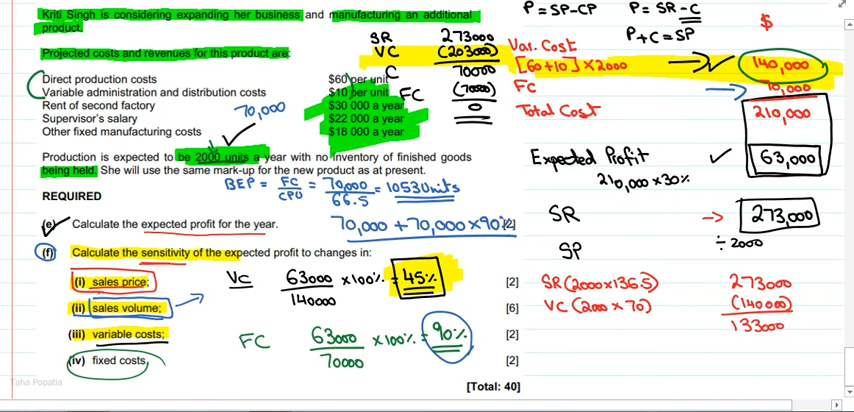 Kriti Singh is considering expanding her business and manufacturing an additional
product.
Projected costs and revenues for this product are:
Direct production costs $60 per unit
Variable administration and distribution costs $10 per unit
Rent of second factory $30 000 a year
Supervisor's salary $22 000 a year
Other fixed manufacturing costs $18 000 a year
70,000
Production is expected to be 2000 units a year with no inventory of finished goods
being held. She will use the same mark-up for the new product as at present.
REQUIRED
BEP = FC/CPU = 70,000/66.5 = 1053 Units
(e) Calculate the expected profit for the year. [2]
70,000 + 70,000 × 90%
(f) Calculate the sensitivity of the expected profit to changes in:
(i) sales price; [2]
(ii) sales volume; [6]
(iii) variable costs; [2]
(iv) fixed costs. [2]
[Total: 40]
VC 63000/140000 × 100% = 45%
FC 63000/70000 × 100% = 90%
SR 273000
VC (203000)
C 70000
FC (70000)
0
P = SP - CP P = SR - C
P + C = SP
$
Var. Cost
[60+10] × 2000 140,000
FC 70,000
Total Cost 210,000
Expected Profit 63,000
210,000 × 30%
SR 273,000
SP ÷ 2000
SR (2000 × 136.5) 273000
VC (2000 × 70) (140000)
133000
Taha Popatia